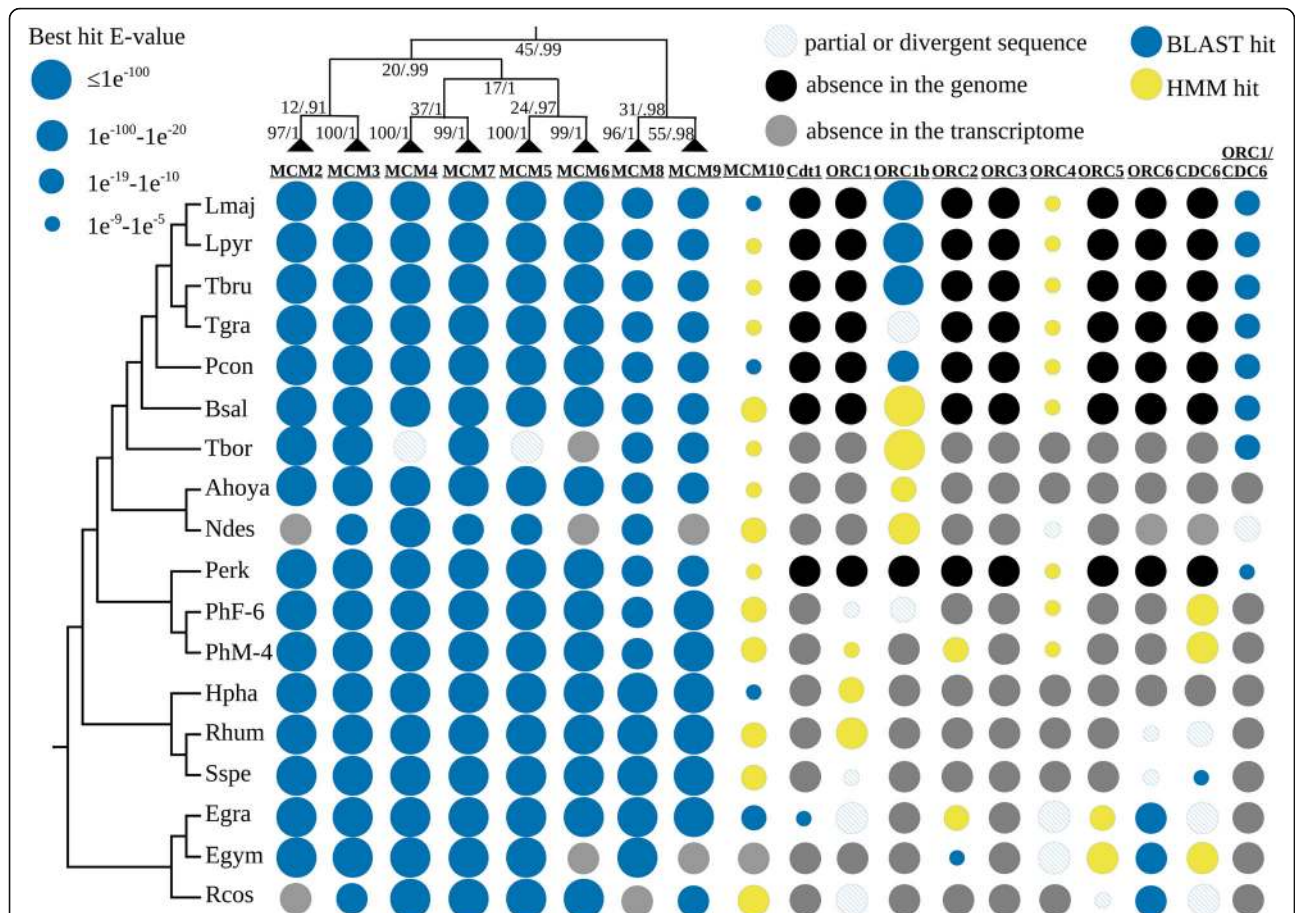 Best hit E-value
≤1e-100
1e-100-1e-20
1e-19-1e-10
1e-9-1e-5
45/.99
20/.99
17/1
12/.91
37/1
24/.97
31/.98
97/1
100/1
100/1
99/1
100/1
99/1
96/1
55/.98
partial or divergent sequence
absence in the genome
absence in the transcriptome
BLAST hit
HMM hit
MCM2 MCM3 MCM4 MCM7 MCM5 MCM6 MCM8 MCM9 MCM10 Cdt1 ORC1 ORC1b ORC2 ORC3 ORC4 ORC5 ORC6 CDC6 ORC1/
CDC6
Lmaj
Lpyr
Tbru
Tgra
Pcon
Bsal
Tbor
Ahoya
Ndes
Perk
PhF-6
PhM-4
Hpha
Rhum
Sspe
Egra
Egym
Rcos